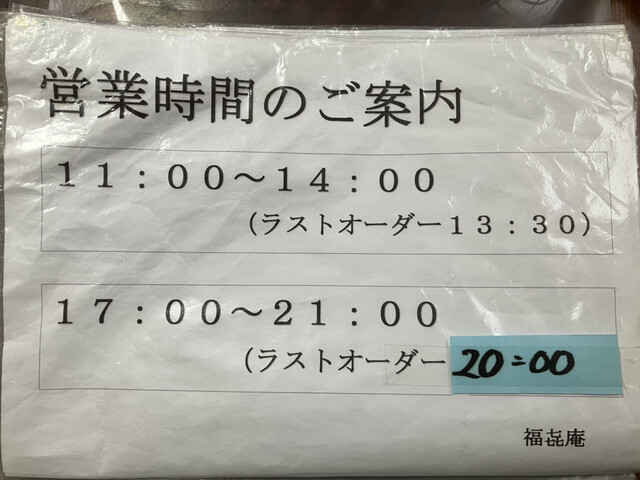 営業時間のご案内
11:00～14:00
(ラストオーダー13:30)
17:00～21:00
(ラストオーダー 20:00
福㐂庵